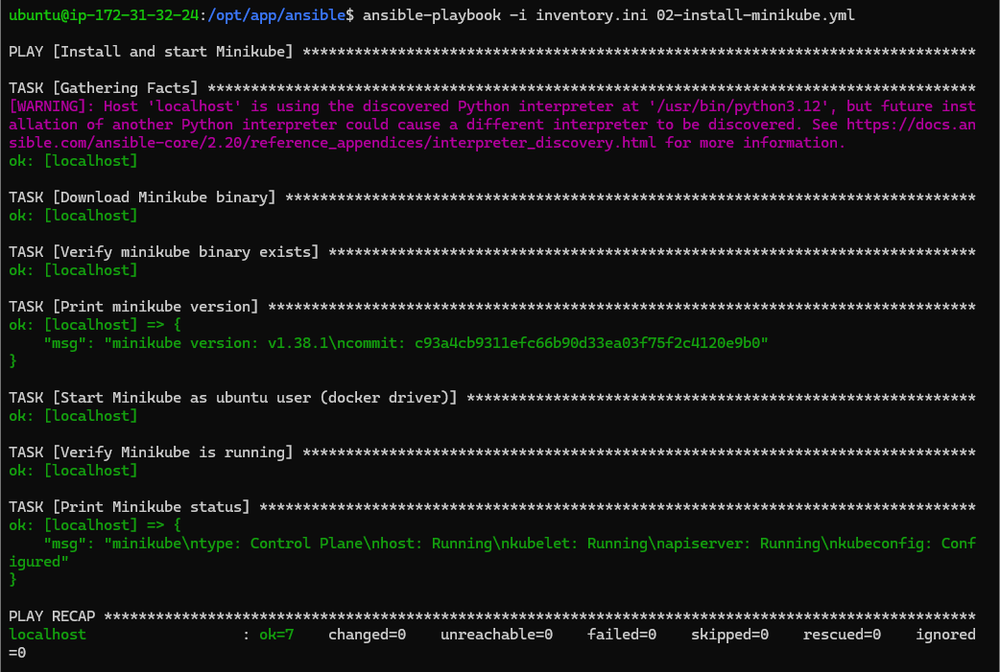 ubuntu@ip-172-31-32-24:/opt/app/ansible$ ansible-playbook -i inventory.ini 02-install-minikube.yml
PLAY [Install and start Minikube] ******************************************************************************
TASK [Gathering Facts] *****************************************************************************************
[WARNING]: Host 'localhost' is using the discovered Python interpreter at '/usr/bin/python3.12', but future inst
allation of another Python interpreter could cause a different interpreter to be discovered. See https://docs.an
sible.com/ansible-core/2.20/reference_appendices/interpreter_discovery.html for more information.
ok: [localhost]
TASK [Download Minikube binary] ********************************************************************************
ok: [localhost]
TASK [Verify minikube binary exists] ***************************************************************************
ok: [localhost]
TASK [Print minikube version] **********************************************************************************
ok: [localhost] => {
    "msg": "minikube version: v1.38.1\ncommit: c93a4cb9311efc66b90d33ea03f75f2c4120e9b0"
}
TASK [Start Minikube as ubuntu user (docker driver)] ***********************************************************
ok: [localhost]
TASK [Verify Minikube is running] ******************************************************************************
ok: [localhost]
TASK [Print Minikube status] ***********************************************************************************
ok: [localhost] => {
    "msg": "minikube\ntype: Control Plane\nhost: Running\nkubelet: Running\napiserver: Running\nkubeconfig: Conf
igured"
}
PLAY RECAP *****************************************************************************************************
localhost                  : ok=7    changed=0    unreachable=0    failed=0    skipped=0    rescued=0    ignored
=0